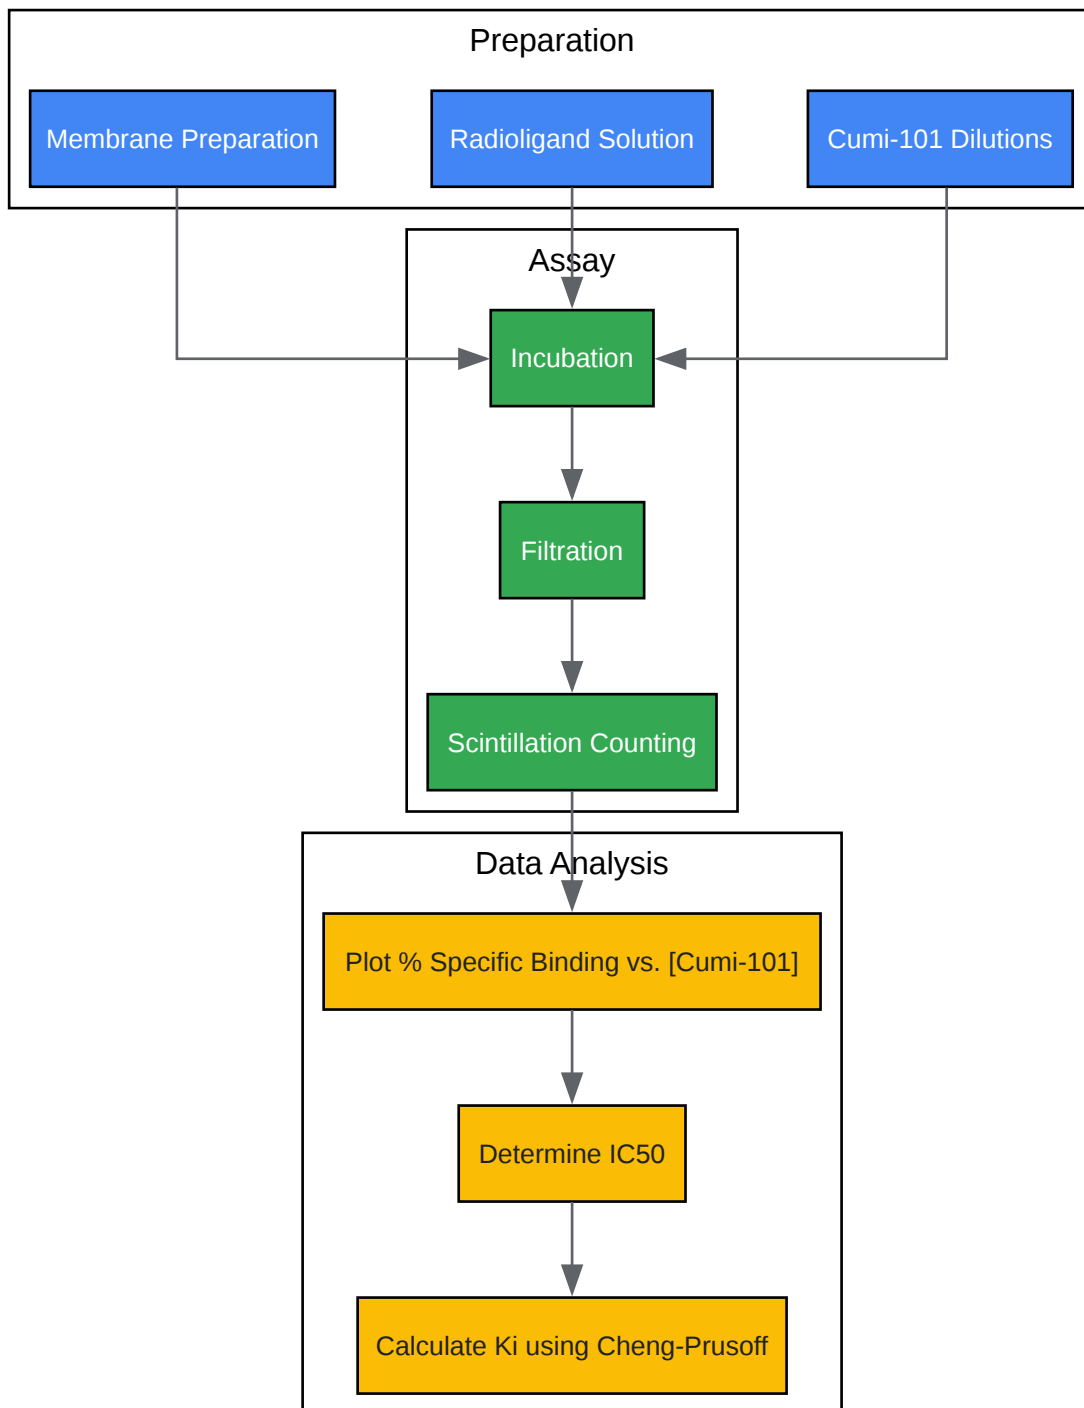 Preparation
Membrane Preparation
Radioligand Solution
Cumi-101 Dilutions
Assay
Incubation
Filtration
Scintillation Counting
Data Analysis
Plot % Specific Binding vs. [Cumi-101]
Determine IC50
Calculate Ki using Cheng-Prusoff